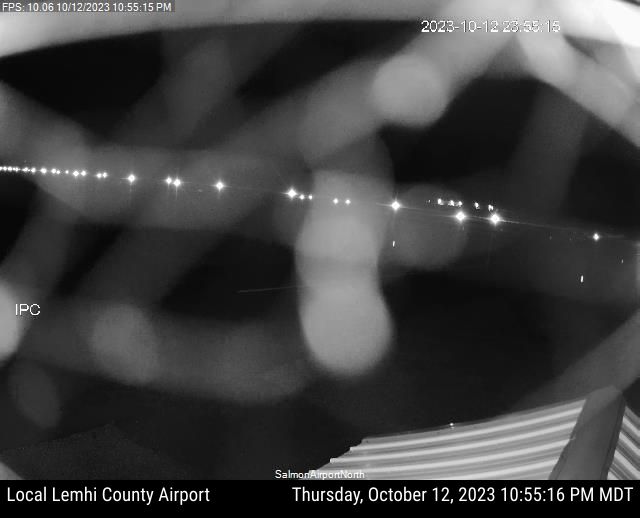 FPS: 10.06 10/12/2023 10:55:15 PM
2023-10-12 23:55:15
IPC
SalmonAirportNorth
Local Lemhi County Airport
Thursday, October 12, 2023 10:55:16 PM MDT